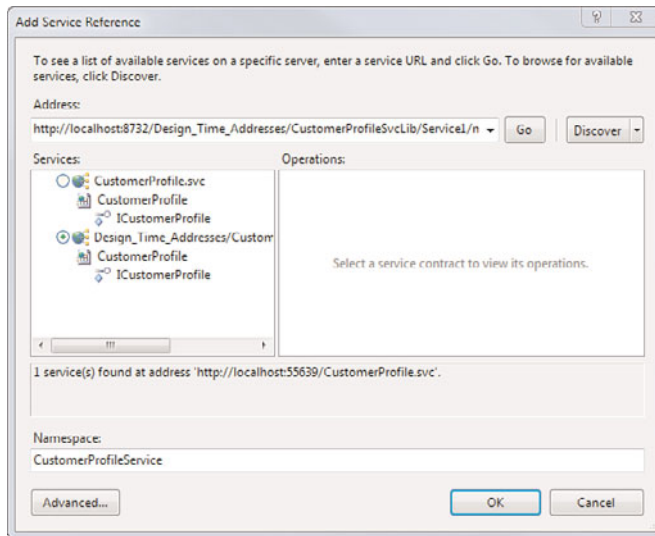 Add Service Reference
To see a list of available services on a specific server, enter a service URL and click Go. To browse for available
services, click Discover.
Address:
http://localhost:8732/Design_Time_Addresses/CustomerProfileSvcLib/Service1/n
Go
Discover
Services:
Operations:
CustomerProfile.svc
CustomerProfile
ICustomerProfile
Design_Time_Addresses/Custom
CustomerProfile
ICustomerProfile
Select a service contract to view its operations.
1 service(s) found at address 'http://localhost:55639/CustomerProfile.svc'.
Namespace:
CustomerProfileService
Advanced...
OK
Cancel